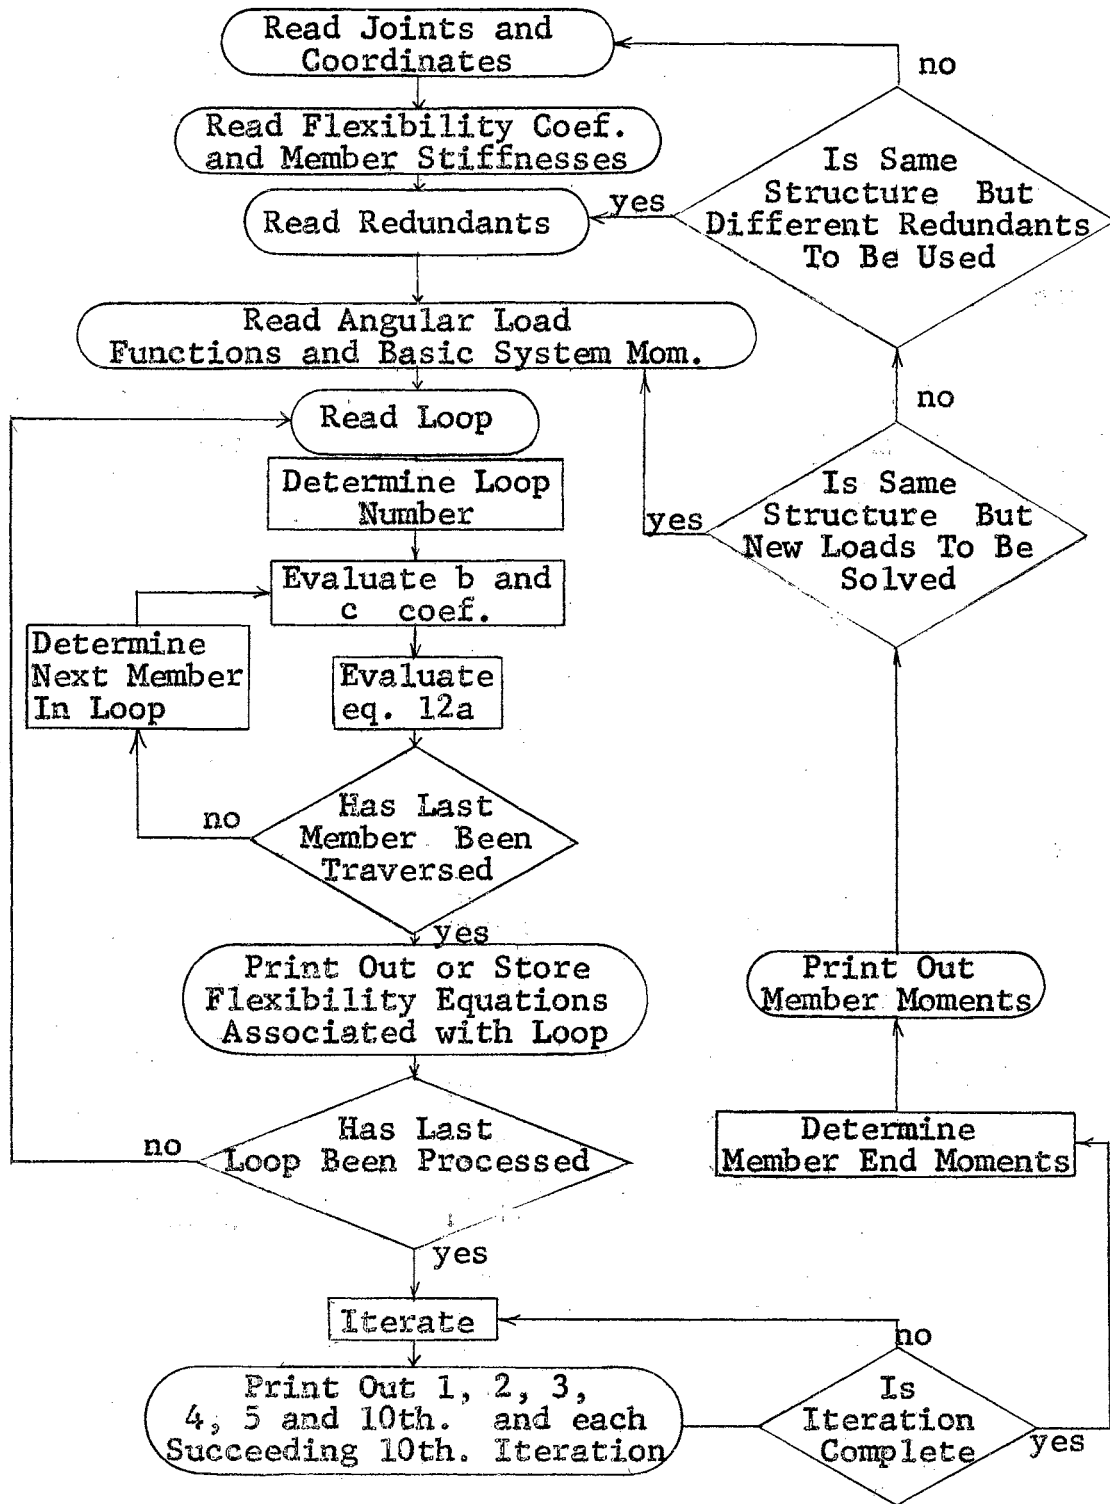 Read Joints and
Coordinates
no
Read Flexibility Coef.
and Member Stiffnesses
Is Same
Structure But
Different Redundants
To Be Used
yes
Read Redundants
Read Angular Load
Functions and Basic System Mom.
no
Read Loop
Is Same
Structure But
New Loads To Be
Solved
yes
Determine Loop
Number
Evaluate b and
c coef.
Determine
Next Member
In Loop
Evaluate
eq. 12a
Has Last
Member Been
Traversed
no
yes
Print Out or Store
Flexibility Equations
Associated with Loop
Print Out
Member Moments
Has Last
Loop Been Processed
no
Determine
Member End Moments
yes
Iterate
no
Print Out 1, 2, 3,
4, 5 and 10th. and each
Succeeding 10th. Iteration
Is
Iteration
Complete
yes